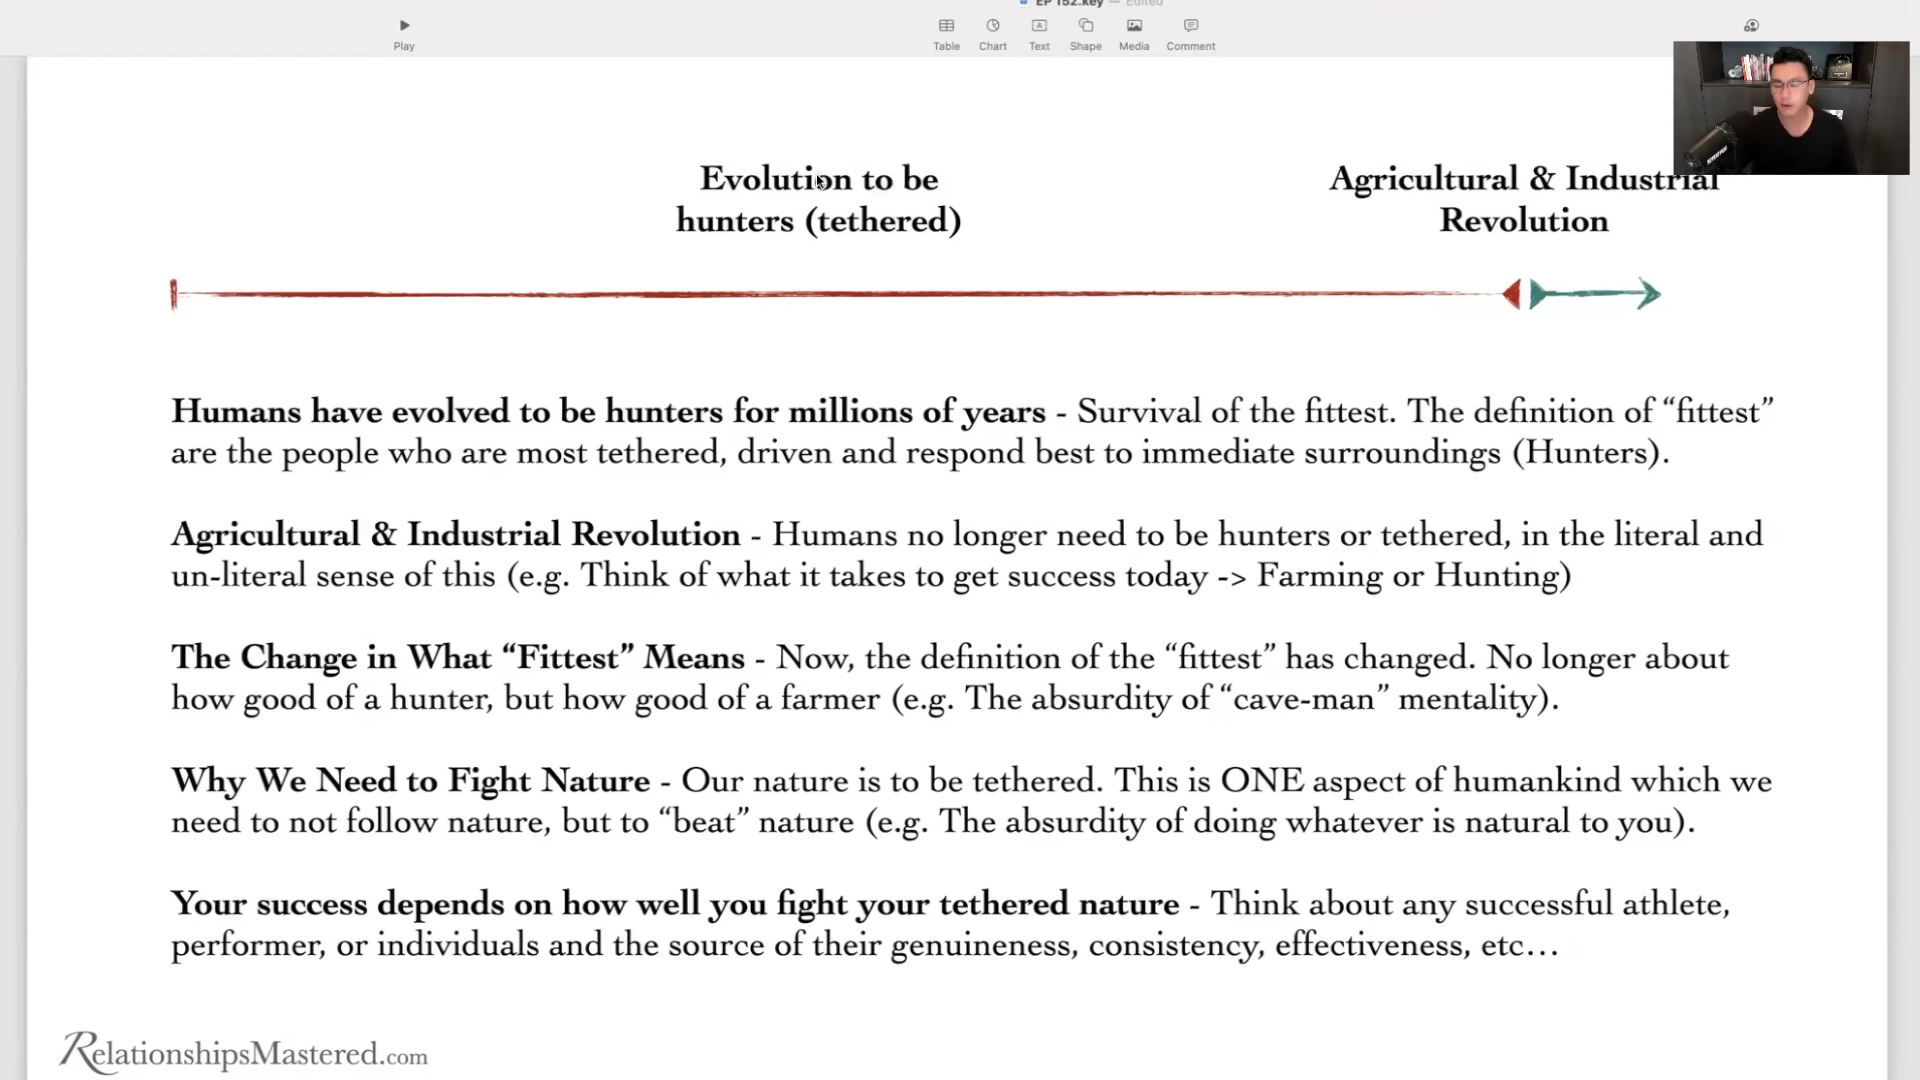 EP 152.key — Edited
Play
Table
Chart
Text
Shape
Media
Comment
Evolution to be
hunters (tethered)
Agricultural & Industrial
Revolution
Humans have evolved to be hunters for millions of years - Survival of the fittest. The definition of “fittest”
are the people who are most tethered, driven and respond best to immediate surroundings (Hunters).
Agricultural & Industrial Revolution - Humans no longer need to be hunters or tethered, in the literal and
un-literal sense of this (e.g. Think of what it takes to get success today -> Farming or Hunting)
The Change in What “Fittest” Means - Now, the definition of the “fittest” has changed. No longer about
how good of a hunter, but how good of a farmer (e.g. The absurdity of “cave-man” mentality).
Why We Need to Fight Nature - Our nature is to be tethered. This is ONE aspect of humankind which we
need to not follow nature, but to “beat” nature (e.g. The absurdity of doing whatever is natural to you).
Your success depends on how well you fight your tethered nature - Think about any successful athlete,
performer, or individuals and the source of their genuineness, consistency, effectiveness, etc…
RelationshipsMastered.com